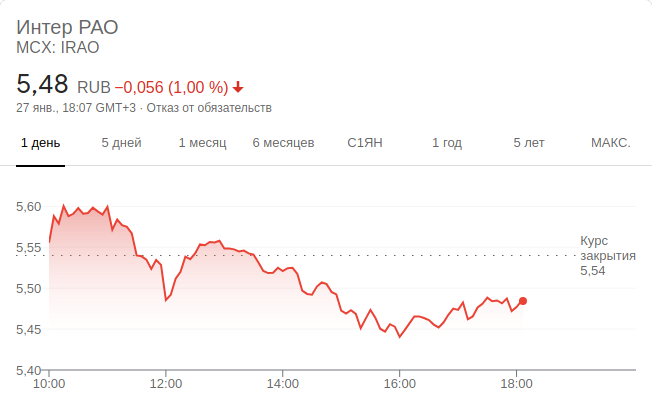 Интер РАО
MCX: IRAO
5,48 RUB −0,056 (1,00 %)
27 янв., 18:07 GMT+3 · Отказ от обязательств
1 день 5 дней 1 месяц 6 месяцев С1ЯН 1 год 5 лет МАКС.
5,60
5,55
5,50
5,45
5,40
Курс
закрытия
5,54
10:00 12:00 14:00 16:00 18:00